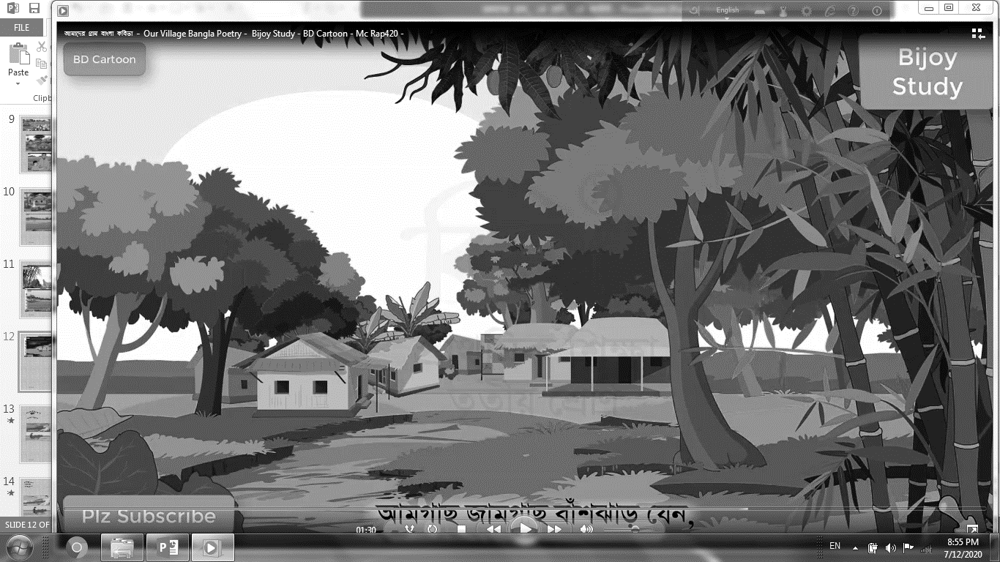 FILE
English
আমাদের গ্রাম বাংলা কবিতা - Our Village Bangla Poetry - Bijoy Study - BD Cartoon - Mc Rap420 -
BD Cartoon
Bijoy
Study
Paste
Clipb
9
10
11
12
13
14
Plz Subscribe
আমগাছ জামগাছ বাঁশঝাড় যেন,
01:30
SLIDE 12 OF
EN
8:55 PM
7/12/2020